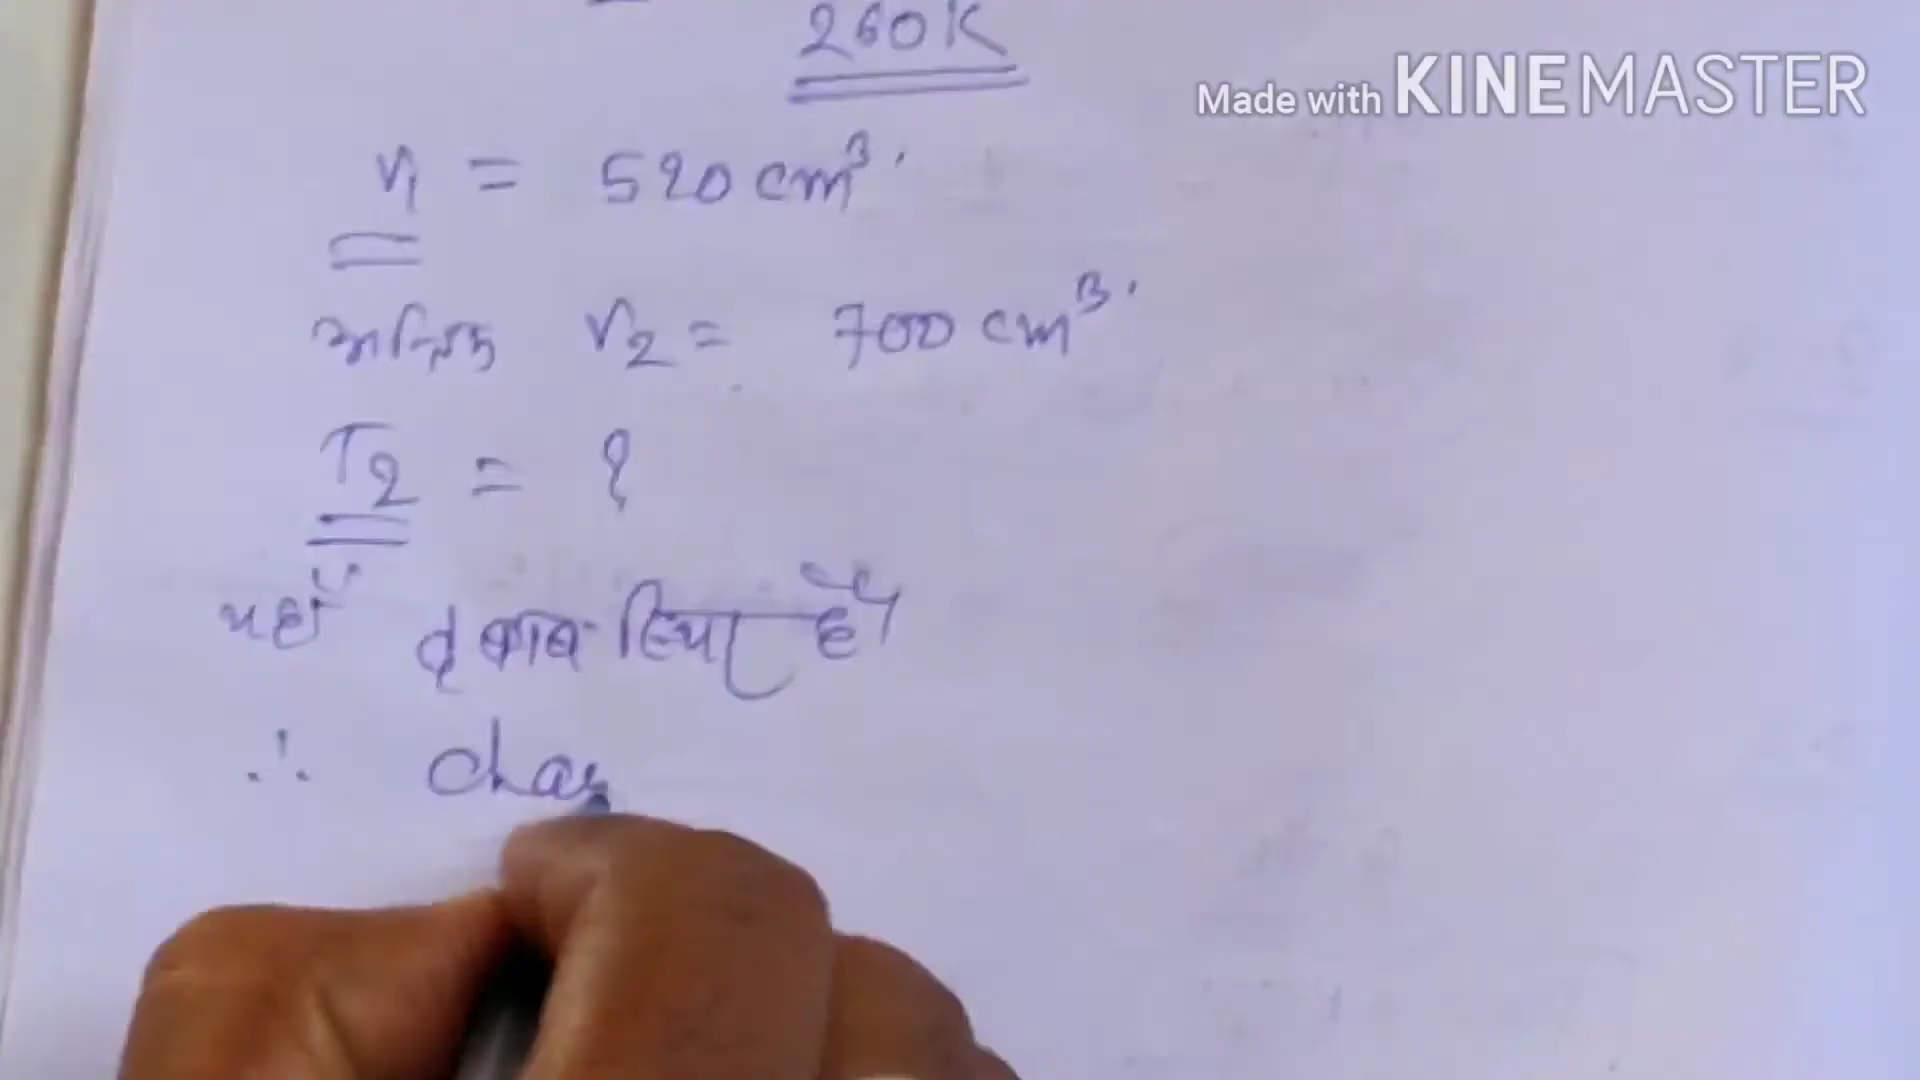 260K
Made with KINEMASTER
V₁ = 520 cm³.
अन्तिम V₂ = 700 cm³.
T₂ = ?
यहाँ दबाव स्थिर है।
∴ Cha